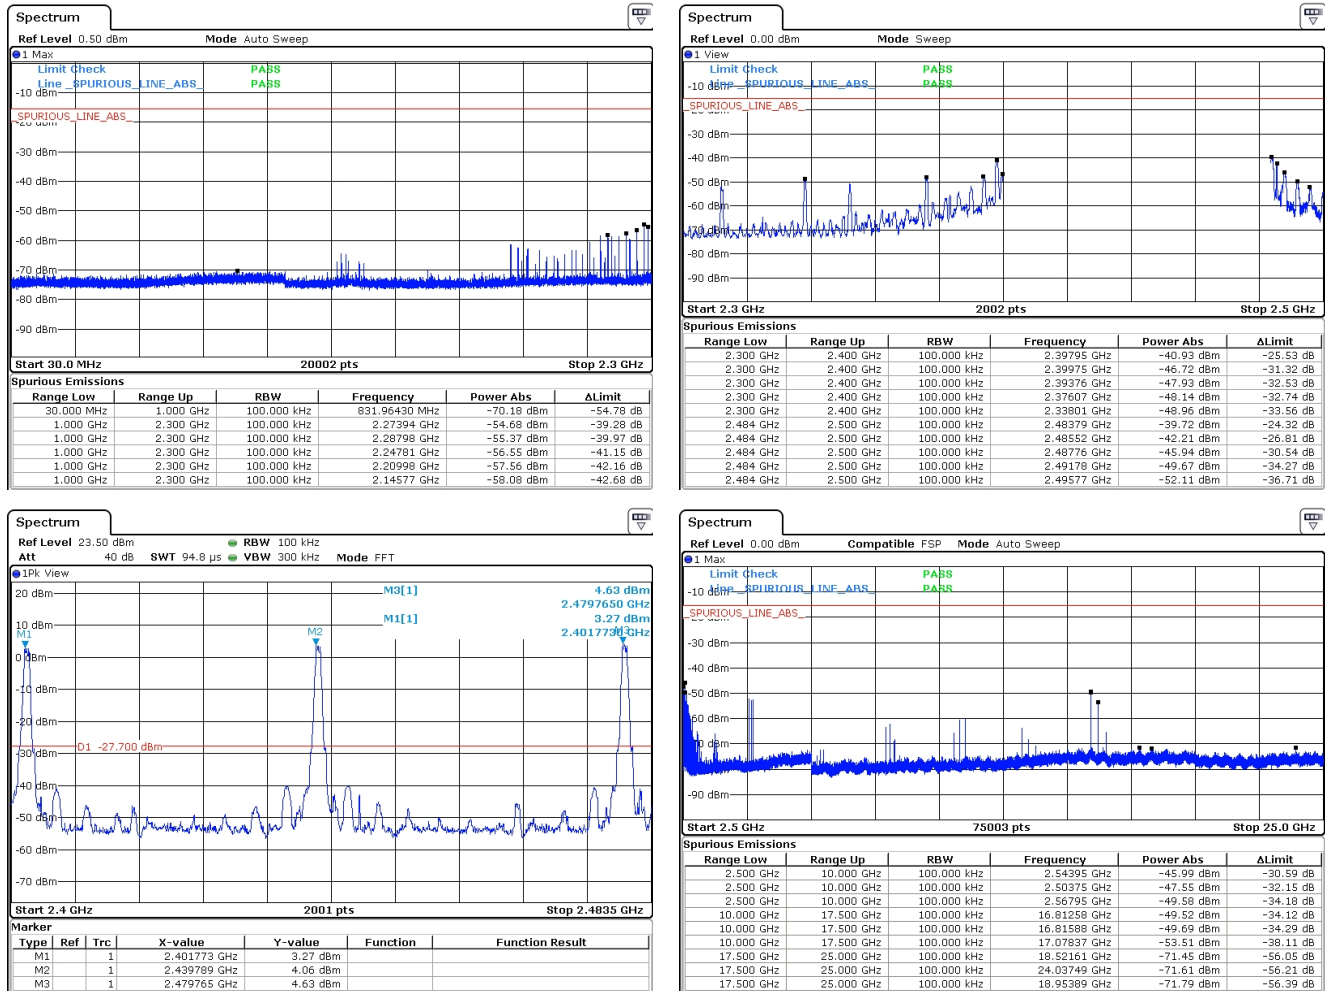 Spectrum
Ref Level 0.50 dBm Mode Auto Sweep
1 Max
Limit Check PASS
Line _SPURIOUS_LINE_ABS_ PASS
-10 dBm
_SPURIOUS_LINE_ABS_
-20 dBm
-30 dBm
-40 dBm
-50 dBm
-60 dBm
-70 dBm
-80 dBm
-90 dBm
Start 30.0 MHz 20002 pts Stop 2.3 GHz
Spurious Emissions
Range Low Range Up RBW Frequency Power Abs ΔLimit
30.000 MHz 1.000 GHz 100.000 kHz 831.96430 MHz -70.18 dBm -54.78 dB
1.000 GHz 2.300 GHz 100.000 kHz 2.27394 GHz -54.68 dBm -39.28 dB
1.000 GHz 2.300 GHz 100.000 kHz 2.28798 GHz -55.37 dBm -39.97 dB
1.000 GHz 2.300 GHz 100.000 kHz 2.24781 GHz -56.55 dBm -41.15 dB
1.000 GHz 2.300 GHz 100.000 kHz 2.20998 GHz -57.56 dBm -42.16 dB
1.000 GHz 2.300 GHz 100.000 kHz 2.14577 GHz -58.08 dBm -42.68 dB
Spectrum
Ref Level 0.00 dBm Mode Sweep
1 View
Limit Check PASS
Line _SPURIOUS_LINE_ABS_ PASS
-10 dBm
_SPURIOUS_LINE_ABS_
-30 dBm
-40 dBm
-50 dBm
-60 dBm
-70 dBm
-80 dBm
-90 dBm
Start 2.3 GHz 2002 pts Stop 2.5 GHz
Spurious Emissions
Range Low Range Up RBW Frequency Power Abs ΔLimit
2.300 GHz 2.400 GHz 100.000 kHz 2.39795 GHz -40.93 dBm -25.53 dB
2.300 GHz 2.400 GHz 100.000 kHz 2.39975 GHz -46.72 dBm -31.32 dB
2.300 GHz 2.400 GHz 100.000 kHz 2.39376 GHz -47.93 dBm -32.53 dB
2.300 GHz 2.400 GHz 100.000 kHz 2.37607 GHz -48.14 dBm -32.74 dB
2.300 GHz 2.400 GHz 100.000 kHz 2.33801 GHz -48.96 dBm -33.56 dB
2.484 GHz 2.500 GHz 100.000 kHz 2.48379 GHz -39.72 dBm -24.32 dB
2.484 GHz 2.500 GHz 100.000 kHz 2.48552 GHz -42.21 dBm -26.81 dB
2.484 GHz 2.500 GHz 100.000 kHz 2.48776 GHz -45.94 dBm -30.54 dB
2.484 GHz 2.500 GHz 100.000 kHz 2.49178 GHz -49.67 dBm -34.27 dB
2.484 GHz 2.500 GHz 100.000 kHz 2.49577 GHz -52.11 dBm -36.71 dB
Spectrum
Ref Level 23.50 dBm RBW 100 kHz
Att 40 dB SWT 94.8 µs VBW 300 kHz Mode FFT
1Pk View
M3[1] 4.63 dBm
2.4797650 GHz
M1[1] 3.27 dBm
2.4017730 GHz
20 dBm
10 dBm
M1 M2 M3
0 dBm
-10 dBm
-20 dBm
D1 -27.700 dBm
-30 dBm
-40 dBm
-50 dBm
-60 dBm
-70 dBm
Start 2.4 GHz 2001 pts Stop 2.4835 GHz
Marker
Type Ref Trc X-value Y-value Function Function Result
M1 1 2.401773 GHz 3.27 dBm
M2 1 2.439789 GHz 4.06 dBm
M3 1 2.479765 GHz 4.63 dBm
Spectrum
Ref Level 0.00 dBm Compatible FSP Mode Auto Sweep
1 Max
Limit Check PASS
Line _SPURIOUS_LINE_ABS_ PASS
-10 dBm
_SPURIOUS_LINE_ABS_
-30 dBm
-40 dBm
-50 dBm
-60 dBm
-70 dBm
-90 dBm
Start 2.5 GHz 75003 pts Stop 25.0 GHz
Spurious Emissions
Range Low Range Up RBW Frequency Power Abs ΔLimit
2.500 GHz 10.000 GHz 100.000 kHz 2.54395 GHz -45.99 dBm -30.59 dB
2.500 GHz 10.000 GHz 100.000 kHz 2.50375 GHz -47.55 dBm -32.15 dB
2.500 GHz 10.000 GHz 100.000 kHz 2.56795 GHz -49.58 dBm -34.18 dB
10.000 GHz 17.500 GHz 100.000 kHz 16.81258 GHz -49.52 dBm -34.12 dB
10.000 GHz 17.500 GHz 100.000 kHz 16.81588 GHz -49.69 dBm -34.29 dB
10.000 GHz 17.500 GHz 100.000 kHz 17.07837 GHz -53.51 dBm -38.11 dB
17.500 GHz 25.000 GHz 100.000 kHz 18.52161 GHz -71.45 dBm -56.05 dB
17.500 GHz 25.000 GHz 100.000 kHz 24.03749 GHz -71.61 dBm -56.21 dB
17.500 GHz 25.000 GHz 100.000 kHz 18.95389 GHz -71.79 dBm -56.39 dB